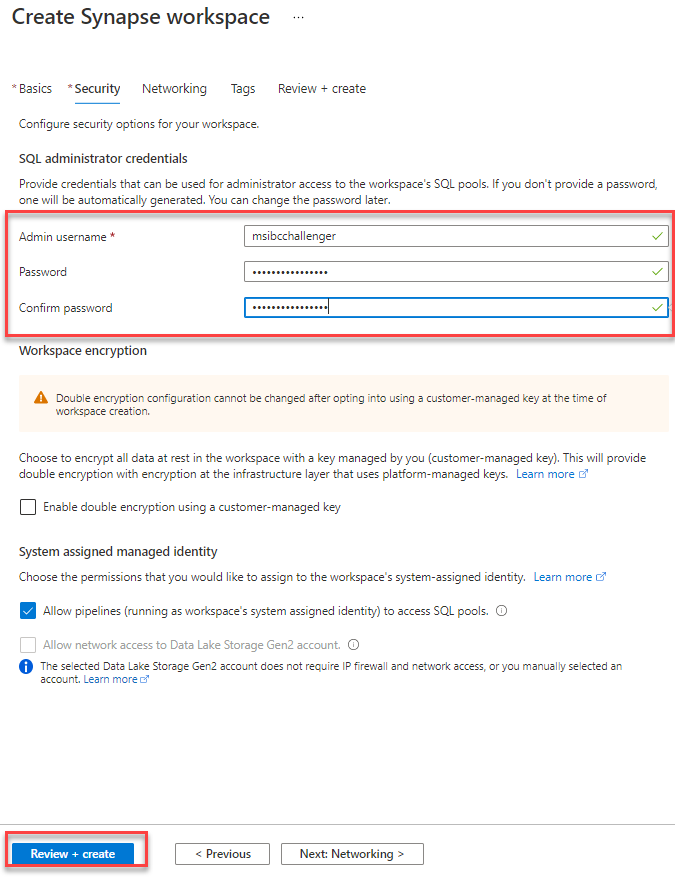 Create Synapse workspace ...
* Basics * Security Networking Tags Review + create
Configure security options for your workspace.
SQL administrator credentials
Provide credentials that can be used for administrator access to the workspace's SQL pools. If you don't provide a password,
one will be automatically generated. You can change the password later.
Admin username * msibcchallenger
Password ••••••••••••••••
Confirm password ••••••••••••••••
Workspace encryption
Double encryption configuration cannot be changed after opting into using a customer-managed key at the time of
workspace creation.
Choose to encrypt all data at rest in the workspace with a key managed by you (customer-managed key). This will provide
double encryption with encryption at the infrastructure layer that uses platform-managed keys. Learn more
Enable double encryption using a customer-managed key
System assigned managed identity
Choose the permissions that you would like to assign to the workspace's system-assigned identity. Learn more
Allow pipelines (running as workspace's system assigned identity) to access SQL pools.
Allow network access to Data Lake Storage Gen2 account.
The selected Data Lake Storage Gen2 account does not require IP firewall and network access, or you manually selected an
account. Learn more
Review + create < Previous Next: Networking >